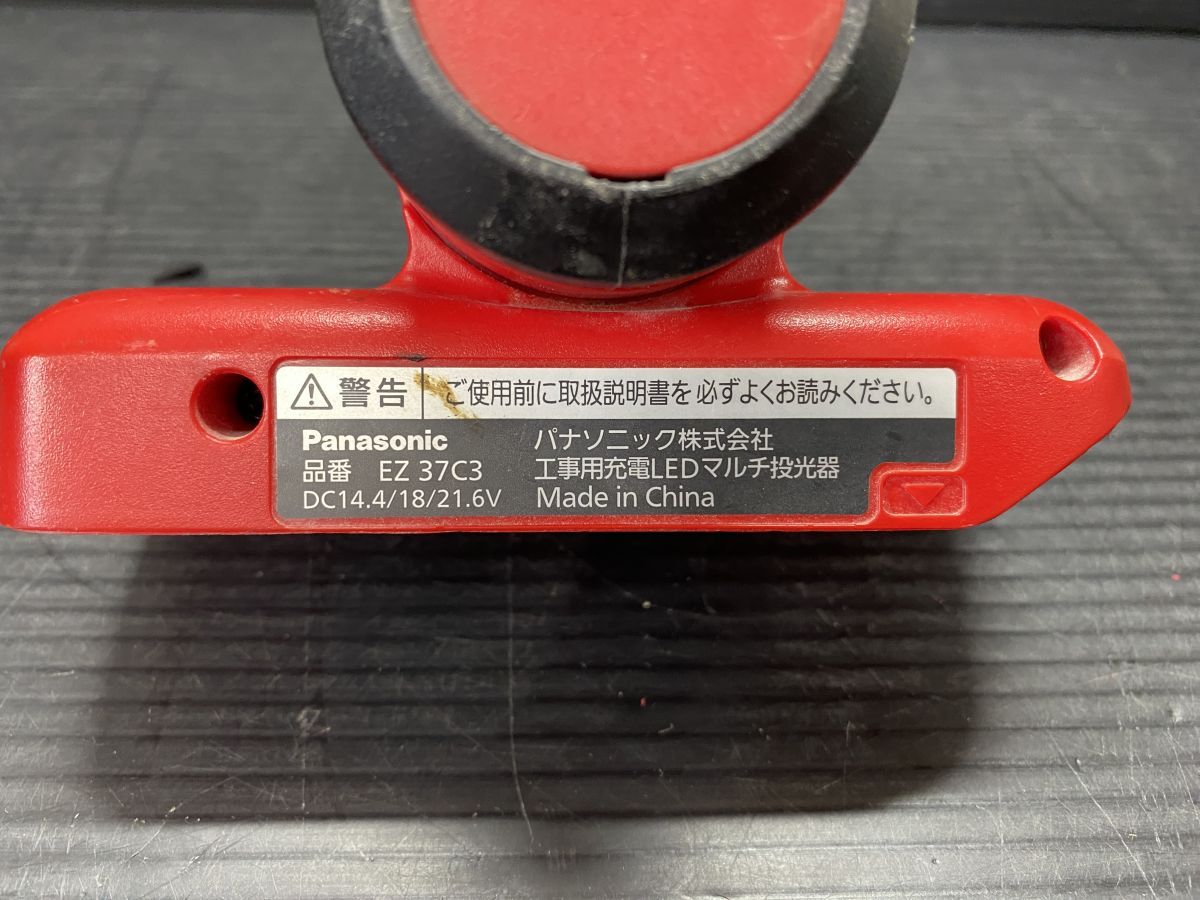 ⚠警告 ご使用前に取扱説明書を必ずよくお読みください。
Panasonic パナソニック株式会社
品番 EZ 37C3 工事用充電LEDマルチ投光器
DC14.4/18/21.6V Made in China